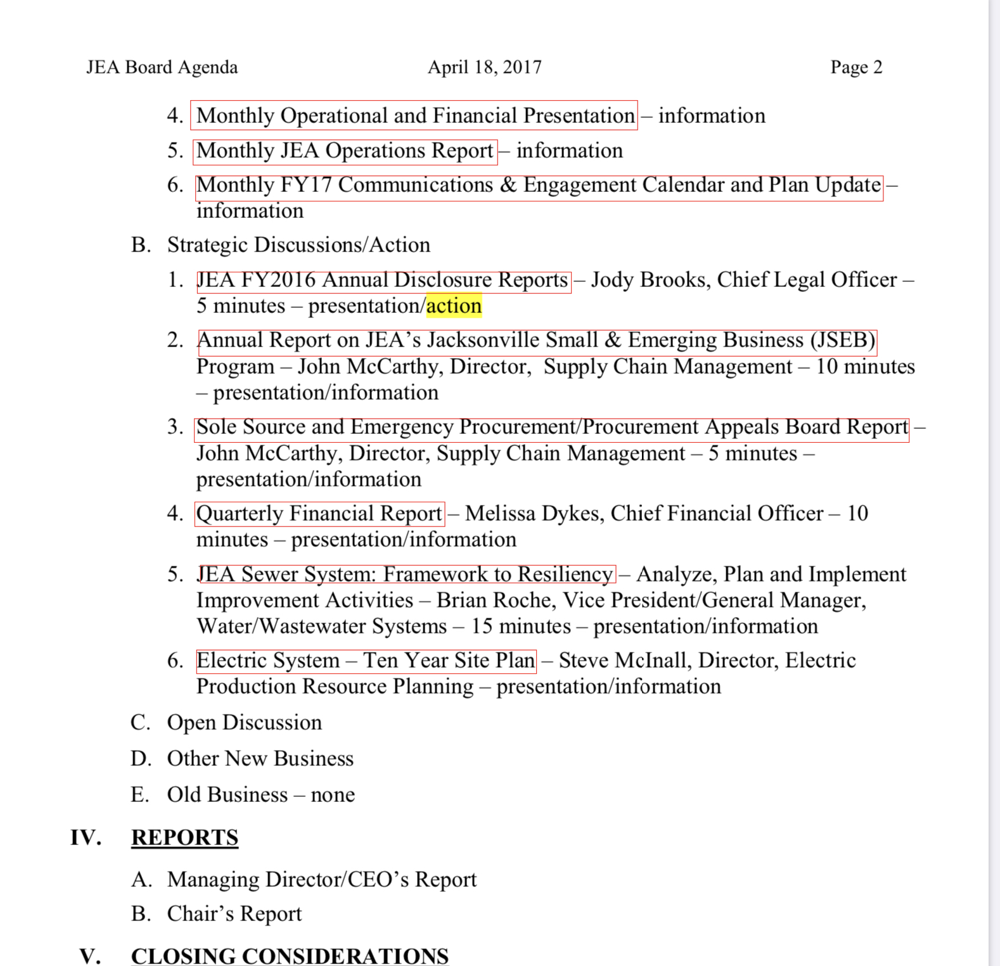 JEA Board Agenda April 18, 2017 Page 2
4. Monthly Operational and Financial Presentation – information
5. Monthly JEA Operations Report – information
6. Monthly FY17 Communications & Engagement Calendar and Plan Update –
information
B. Strategic Discussions/Action
1. JEA FY2016 Annual Disclosure Reports – Jody Brooks, Chief Legal Officer –
5 minutes – presentation/action
2. Annual Report on JEA’s Jacksonville Small & Emerging Business (JSEB)
Program – John McCarthy, Director,  Supply Chain Management – 10 minutes
– presentation/information
3. Sole Source and Emergency Procurement/Procurement Appeals Board Report –
John McCarthy, Director, Supply Chain Management – 5 minutes –
presentation/information
4. Quarterly Financial Report – Melissa Dykes, Chief Financial Officer – 10
minutes – presentation/information
5. JEA Sewer System: Framework to Resiliency – Analyze, Plan and Implement
Improvement Activities – Brian Roche, Vice President/General Manager,
Water/Wastewater Systems – 15 minutes – presentation/information
6. Electric System – Ten Year Site Plan – Steve McInall, Director, Electric
Production Resource Planning – presentation/information
C. Open Discussion
D. Other New Business
E. Old Business – none
IV. REPORTS
A. Managing Director/CEO’s Report
B. Chair’s Report
V. CLOSING CONSIDERATIONS